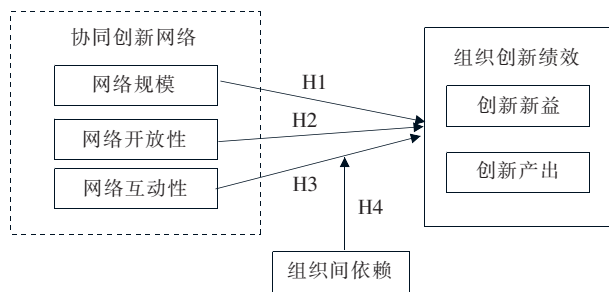 协同创新网络
网络规模
网络开放性
网络互动性
H1
H2
H3
H4
组织创新绩效
创新新益
创新产出
组织间依赖